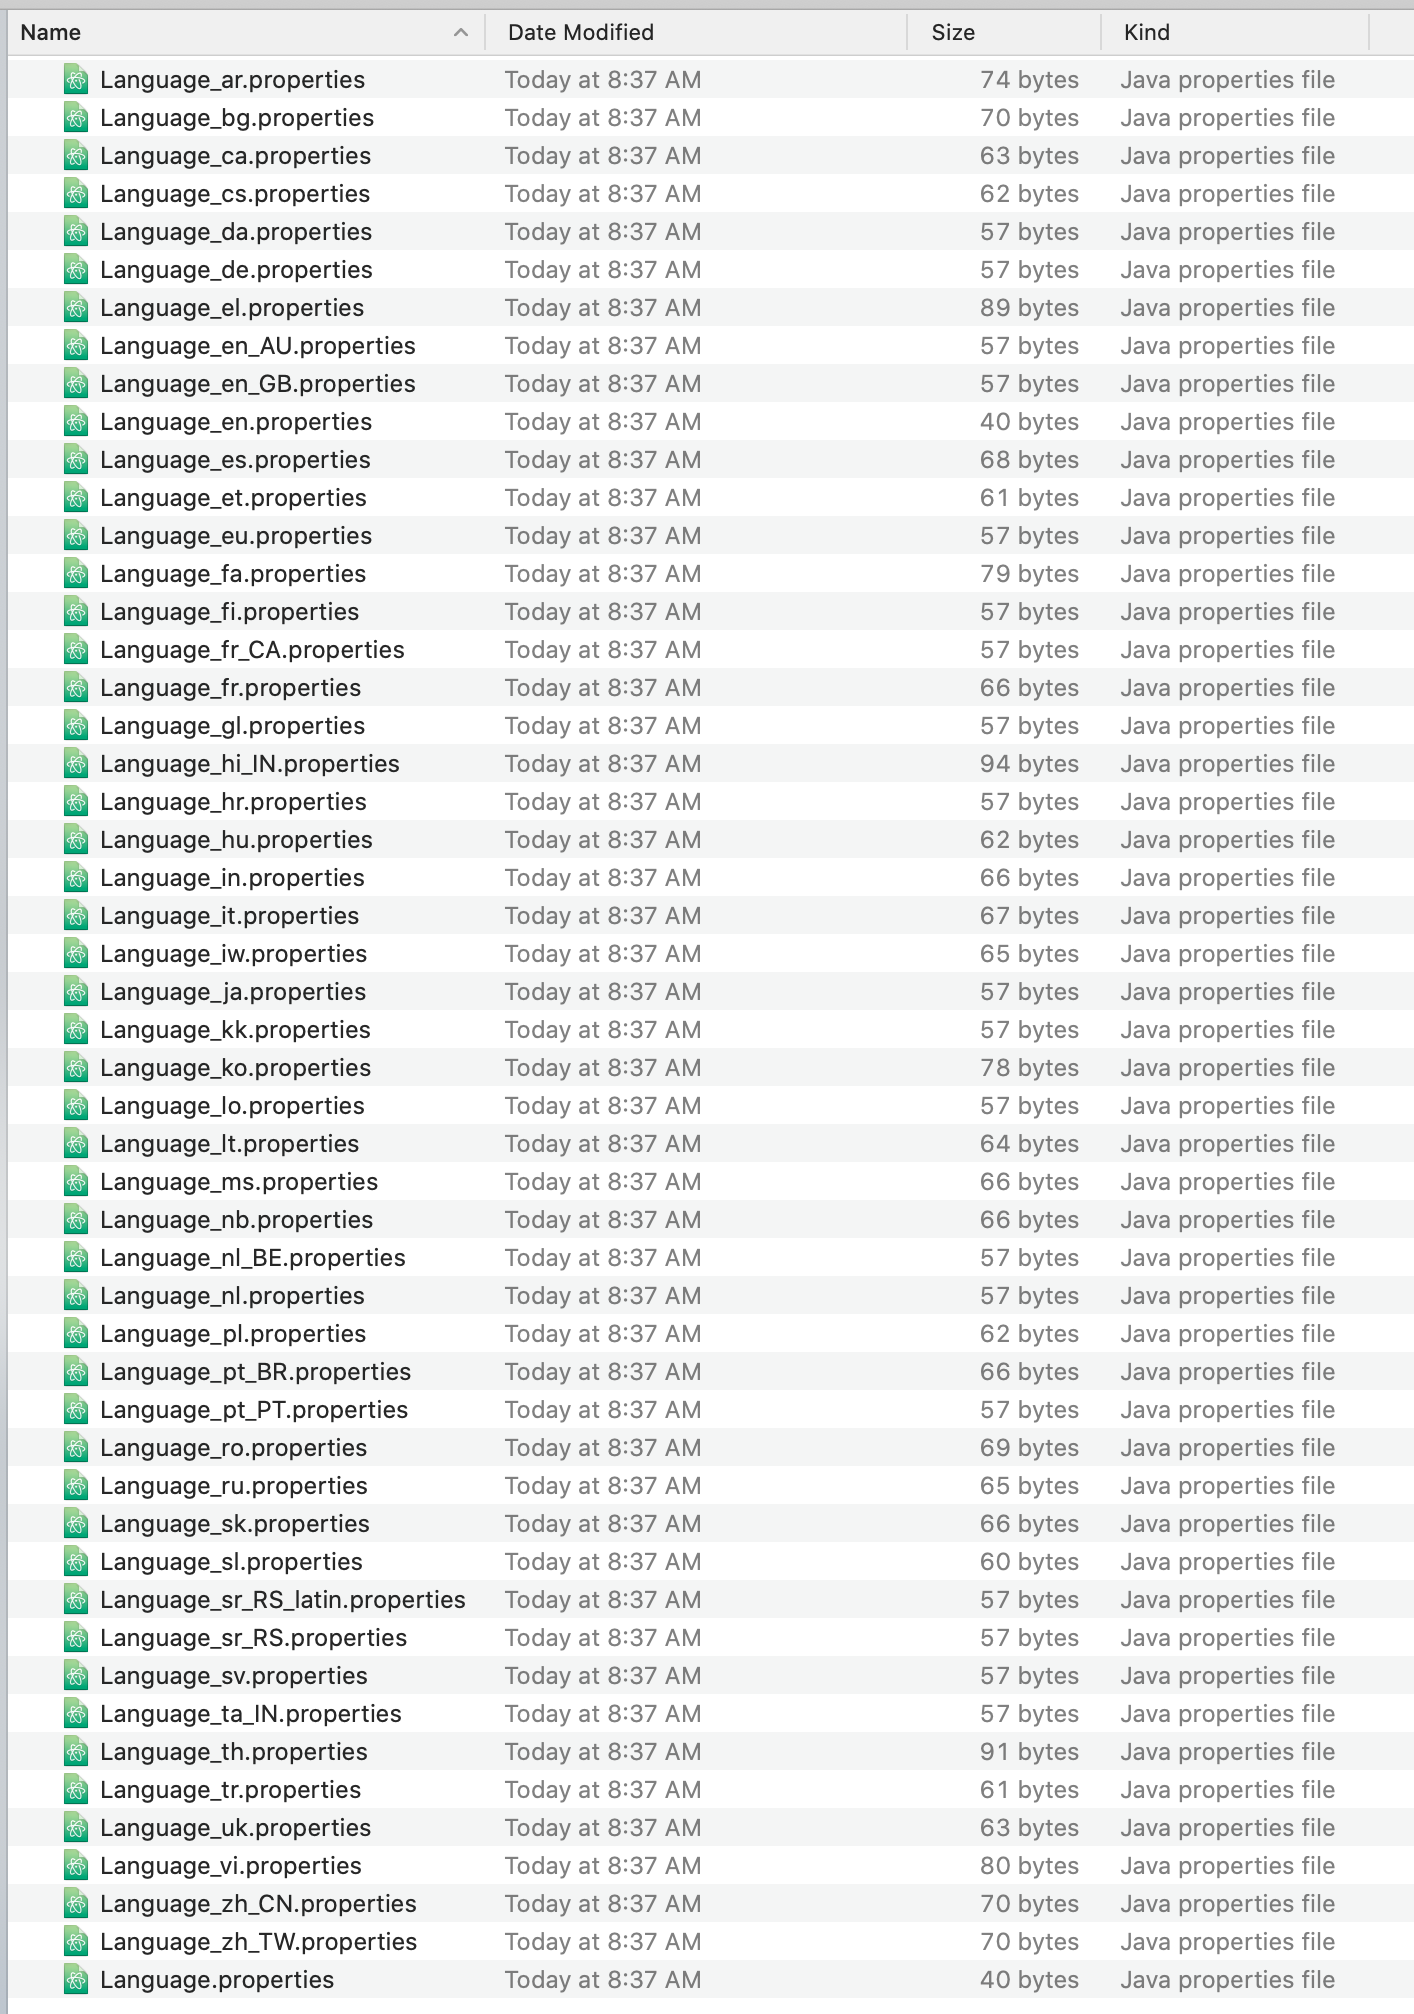 Name Date Modified Size Kind
Language_ar.properties Today at 8:37 AM 74 bytes Java properties file
Language_bg.properties Today at 8:37 AM 70 bytes Java properties file
Language_ca.properties Today at 8:37 AM 63 bytes Java properties file
Language_cs.properties Today at 8:37 AM 62 bytes Java properties file
Language_da.properties Today at 8:37 AM 57 bytes Java properties file
Language_de.properties Today at 8:37 AM 57 bytes Java properties file
Language_el.properties Today at 8:37 AM 89 bytes Java properties file
Language_en_AU.properties Today at 8:37 AM 57 bytes Java properties file
Language_en_GB.properties Today at 8:37 AM 57 bytes Java properties file
Language_en.properties Today at 8:37 AM 40 bytes Java properties file
Language_es.properties Today at 8:37 AM 68 bytes Java properties file
Language_et.properties Today at 8:37 AM 61 bytes Java properties file
Language_eu.properties Today at 8:37 AM 57 bytes Java properties file
Language_fa.properties Today at 8:37 AM 79 bytes Java properties file
Language_fi.properties Today at 8:37 AM 57 bytes Java properties file
Language_fr_CA.properties Today at 8:37 AM 57 bytes Java properties file
Language_fr.properties Today at 8:37 AM 66 bytes Java properties file
Language_gl.properties Today at 8:37 AM 57 bytes Java properties file
Language_hi_IN.properties Today at 8:37 AM 94 bytes Java properties file
Language_hr.properties Today at 8:37 AM 57 bytes Java properties file
Language_hu.properties Today at 8:37 AM 62 bytes Java properties file
Language_in.properties Today at 8:37 AM 66 bytes Java properties file
Language_it.properties Today at 8:37 AM 67 bytes Java properties file
Language_iw.properties Today at 8:37 AM 65 bytes Java properties file
Language_ja.properties Today at 8:37 AM 57 bytes Java properties file
Language_kk.properties Today at 8:37 AM 57 bytes Java properties file
Language_ko.properties Today at 8:37 AM 78 bytes Java properties file
Language_lo.properties Today at 8:37 AM 57 bytes Java properties file
Language_lt.properties Today at 8:37 AM 64 bytes Java properties file
Language_ms.properties Today at 8:37 AM 66 bytes Java properties file
Language_nb.properties Today at 8:37 AM 66 bytes Java properties file
Language_nl_BE.properties Today at 8:37 AM 57 bytes Java properties file
Language_nl.properties Today at 8:37 AM 57 bytes Java properties file
Language_pl.properties Today at 8:37 AM 62 bytes Java properties file
Language_pt_BR.properties Today at 8:37 AM 66 bytes Java properties file
Language_pt_PT.properties Today at 8:37 AM 57 bytes Java properties file
Language_ro.properties Today at 8:37 AM 69 bytes Java properties file
Language_ru.properties Today at 8:37 AM 65 bytes Java properties file
Language_sk.properties Today at 8:37 AM 66 bytes Java properties file
Language_sl.properties Today at 8:37 AM 60 bytes Java properties file
Language_sr_RS_latin.properties Today at 8:37 AM 57 bytes Java properties file
Language_sr_RS.properties Today at 8:37 AM 57 bytes Java properties file
Language_sv.properties Today at 8:37 AM 57 bytes Java properties file
Language_ta_IN.properties Today at 8:37 AM 57 bytes Java properties file
Language_th.properties Today at 8:37 AM 91 bytes Java properties file
Language_tr.properties Today at 8:37 AM 61 bytes Java properties file
Language_uk.properties Today at 8:37 AM 63 bytes Java properties file
Language_vi.properties Today at 8:37 AM 80 bytes Java properties file
Language_zh_CN.properties Today at 8:37 AM 70 bytes Java properties file
Language_zh_TW.properties Today at 8:37 AM 70 bytes Java properties file
Language.properties Today at 8:37 AM 40 bytes Java properties file